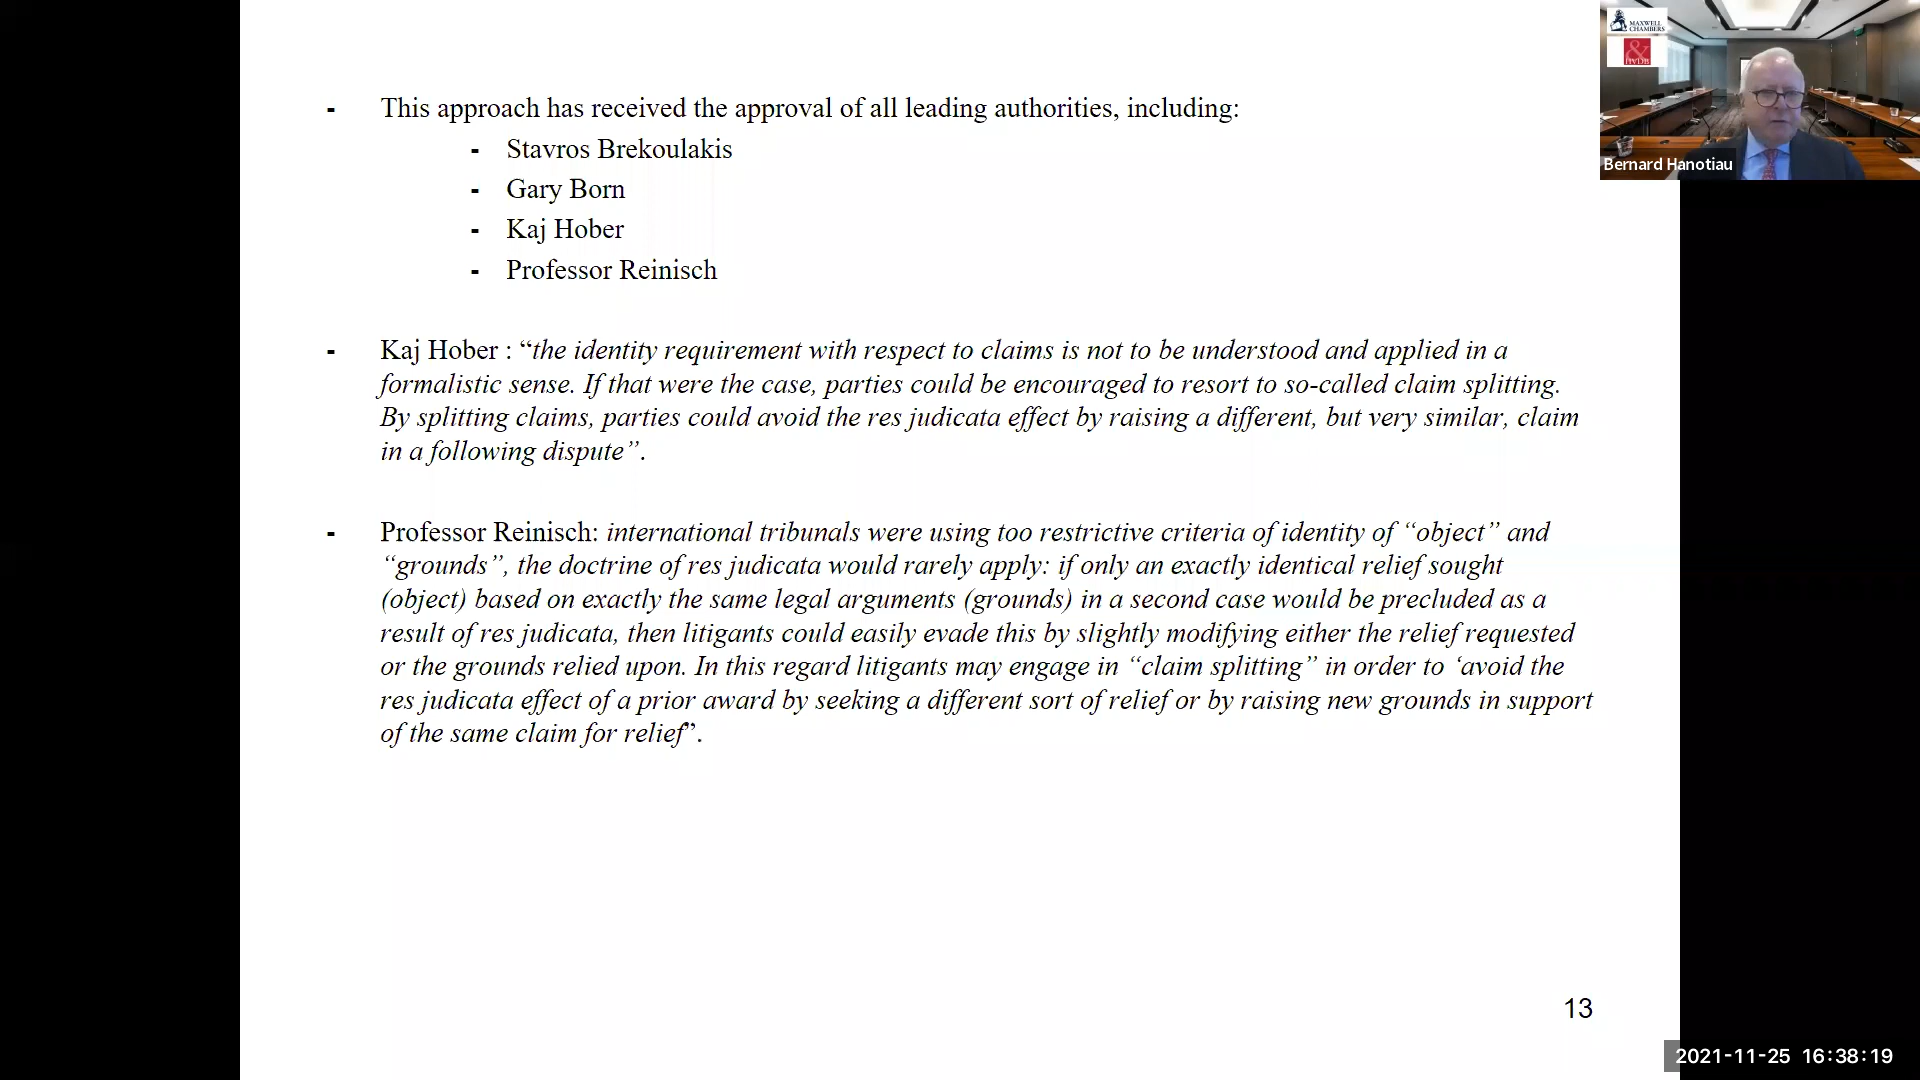 - This approach has received the approval of all leading authorities, including:
- Stavros Brekoulakis
- Gary Born
- Kaj Hober
- Professor Reinisch
- Kaj Hober : “the identity requirement with respect to claims is not to be understood and applied in a
formalistic sense. If that were the case, parties could be encouraged to resort to so-called claim splitting.
By splitting claims, parties could avoid the res judicata effect by raising a different, but very similar, claim
in a following dispute”.
- Professor Reinisch: international tribunals were using too restrictive criteria of identity of “object” and
“grounds”, the doctrine of res judicata would rarely apply: if only an exactly identical relief sought
(object) based on exactly the same legal arguments (grounds) in a second case would be precluded as a
result of res judicata, then litigants could easily evade this by slightly modifying either the relief requested
or the grounds relied upon. In this regard litigants may engage in “claim splitting” in order to ‘avoid the
res judicata effect of a prior award by seeking a different sort of relief or by raising new grounds in support
of the same claim for relief”.
13
MAXWELL
CHAMBERS
&
HVDB
Bernard Hanotiau
2021-11-25 16:38:19